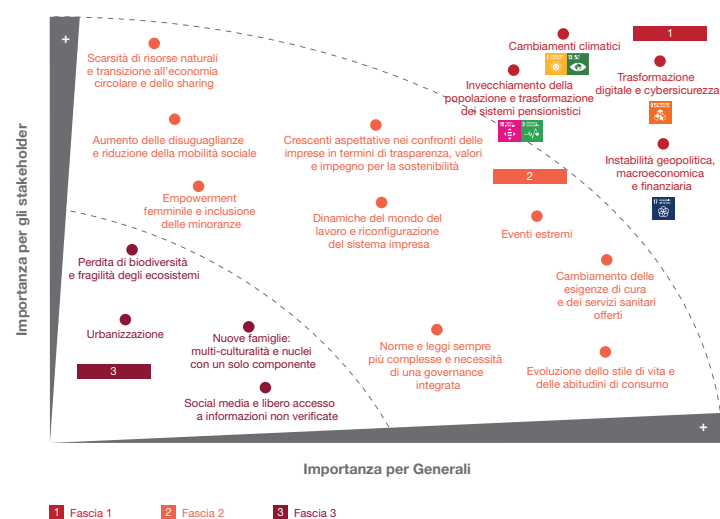 +
Scarsità di risorse naturali
e transizione all'economia
circolare e dello sharing
Cambiamenti climatici
1
Trasformazione
digitale e cybersicurezza
Invecchiamento della
popolazione e trasformazione
dei sistemi pensionistici
Aumento delle disuguaglianze
e riduzione della mobilità sociale
Crescenti aspettative nei confronti delle
imprese in termini di trasparenza, valori
e impegno per la sostenibilità
Instabilità geopolitica,
macroeconomica
e finanziaria
2
Empowerment
femminile e inclusione
delle minoranze
Dinamiche del mondo del
lavoro e riconfigurazione
del sistema impresa
Eventi estremi
Perdita di biodiversità
e fragilità degli ecosistemi
Cambiamento delle
esigenze di cura
e dei servizi sanitari
offerti
Urbanizzazione
Nuove famiglie:
multi-culturalità e nuclei
con un solo componente
Norme e leggi sempre
più complesse e necessità
di una governance
integrata
Evoluzione dello stile di vita e
delle abitudini di consumo
3
Social media e libero accesso
a informazioni non verificate
+
Importanza per gli stakeholder
Importanza per Generali
1 Fascia 1
2 Fascia 2
3 Fascia 3